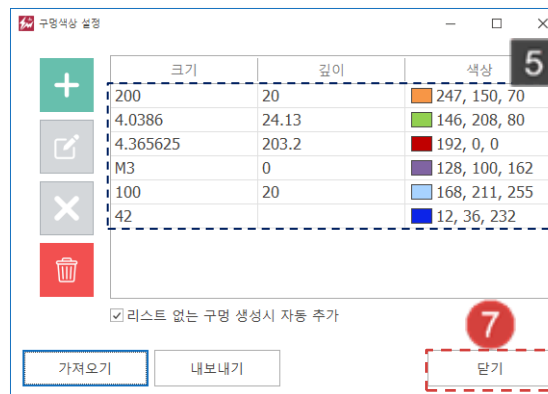 구멍색상 설정
크기 깊이 색상 5
200 20 247, 150, 70
4.0386 24.13 146, 208, 80
4.365625 203.2 192, 0, 0
M3 0 128, 100, 162
100 20 168, 211, 255
42 12, 36, 232
리스트 없는 구멍 생성시 자동 추가
7
가져오기 내보내기 닫기